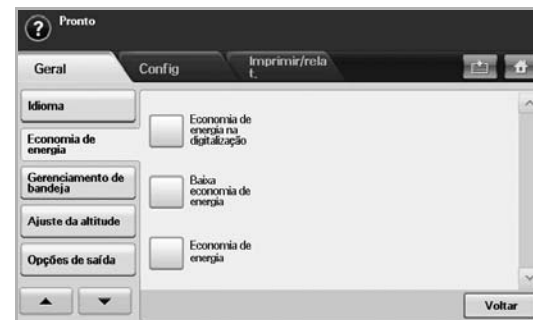 ?
Pronto
Geral
Config
Imprimir/rela
t.
Idioma
Economia de
energia
Gerenciamento de
bandeja
Ajuste da altitude
Opções de saída
Economia de
energia na
digitalização
Baixa
economia de
energia
Economia de
energia
Voltar